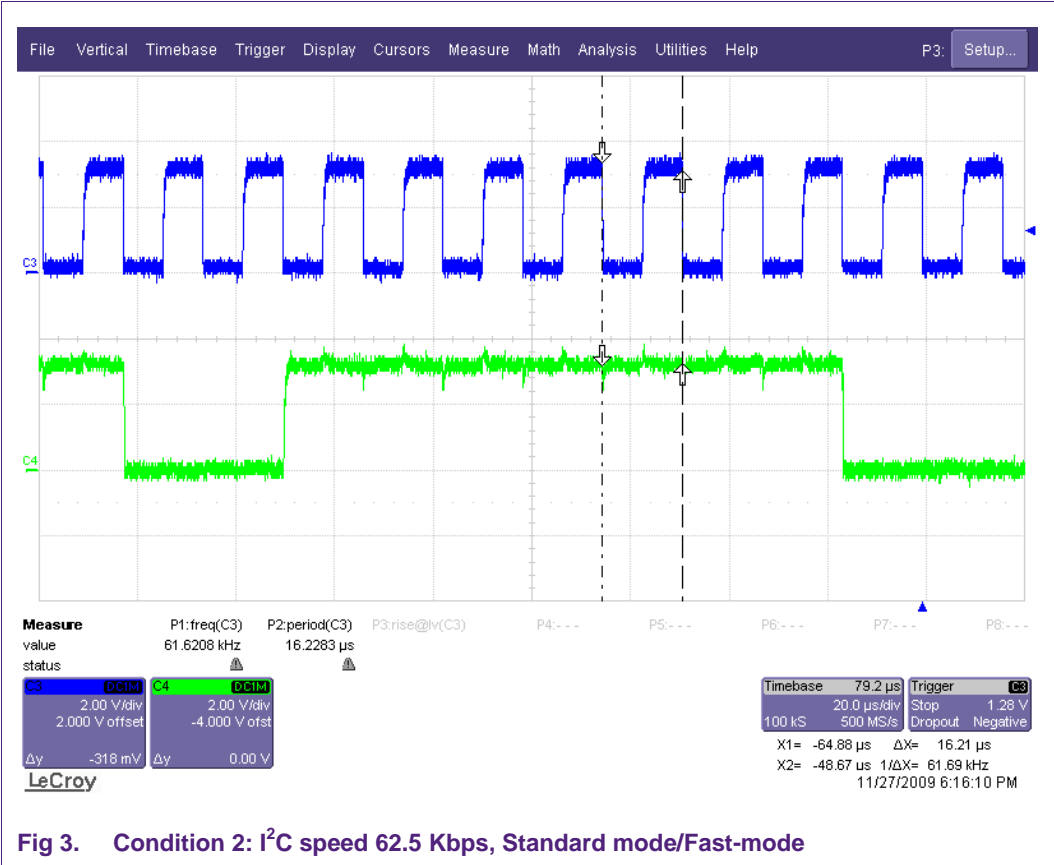 File Vertical Timebase Trigger Display Cursors Measure Math Analysis Utilities Help P3: Setup...
C3
C4
Measure P1:freq(C3) P2:period(C3) P3:rise@lv(C3) P4:- - - P5:- - - P6:- - - P7:- - - P8:- - -
value 61.6208 kHz 16.2283 µs
status
C3 DC1M C4 DC1M Timebase 79.2 µs Trigger C3
2.00 V/div 2.00 V/div 20.0 µs/div Stop 1.28 V
2.000 V offset -4.000 V ofst 100 kS 500 MS/s Dropout Negative
Δy -318 mV Δy 0.00 V X1= -64.88 µs ΔX= 16.21 µs
X2= -48.67 µs 1/ΔX= 61.69 kHz
LeCroy 11/27/2009 6:16:10 PM
Fig 3. Condition 2: I²C speed 62.5 Kbps, Standard mode/Fast-mode